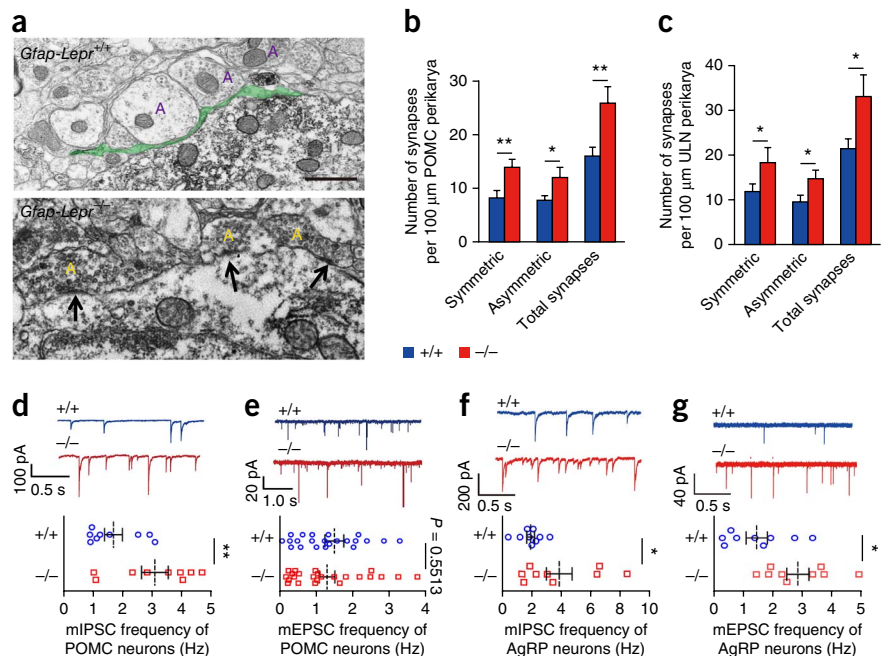 a
Gfap-Lepr+/+
A
A
A
Gfap-Lepr−/−
A
A
A
b
Number of synapses
per 100 μm POMC perikarya
30
20
10
0
**
*
**
Symmetric
Asymmetric
Total synapses
c
Number of synapses
per 100 μm ULN perikarya
40
30
20
10
0
*
*
*
Symmetric
Asymmetric
Total synapses
+/+
−/−
d
+/+
−/−
100 pA
0.5 s
+/+
−/−
**
0 1 2 3 4 5
mIPSC frequency of
POMC neurons (Hz)
e
+/+
−/−
20 pA
1.0 s
+/+
−/−
P = 0.5513
0 1 2 3 4
mEPSC frequency of
POMC neurons (Hz)
f
+/+
−/−
200 pA
0.5 s
+/+
−/−
*
0 2 4 6 8 10
mIPSC frequency of
AgRP neurons (Hz)
g
+/+
−/−
40 pA
0.5 s
+/+
−/−
*
0 1 2 3 4 5
mEPSC frequency of
AgRP neurons (Hz)